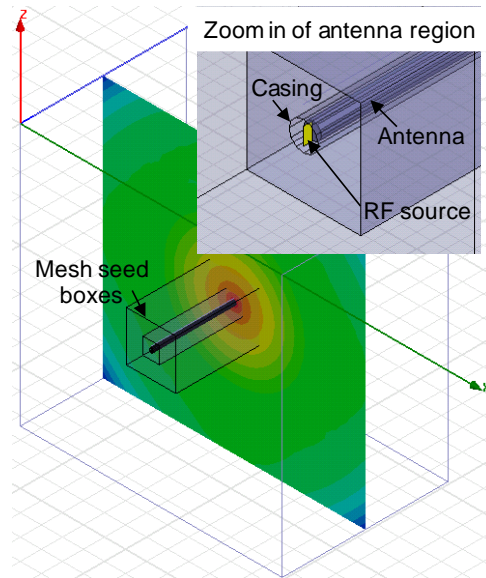 Zoom in of antenna region
Casing
Antenna
RF source
Mesh seed
boxes
z